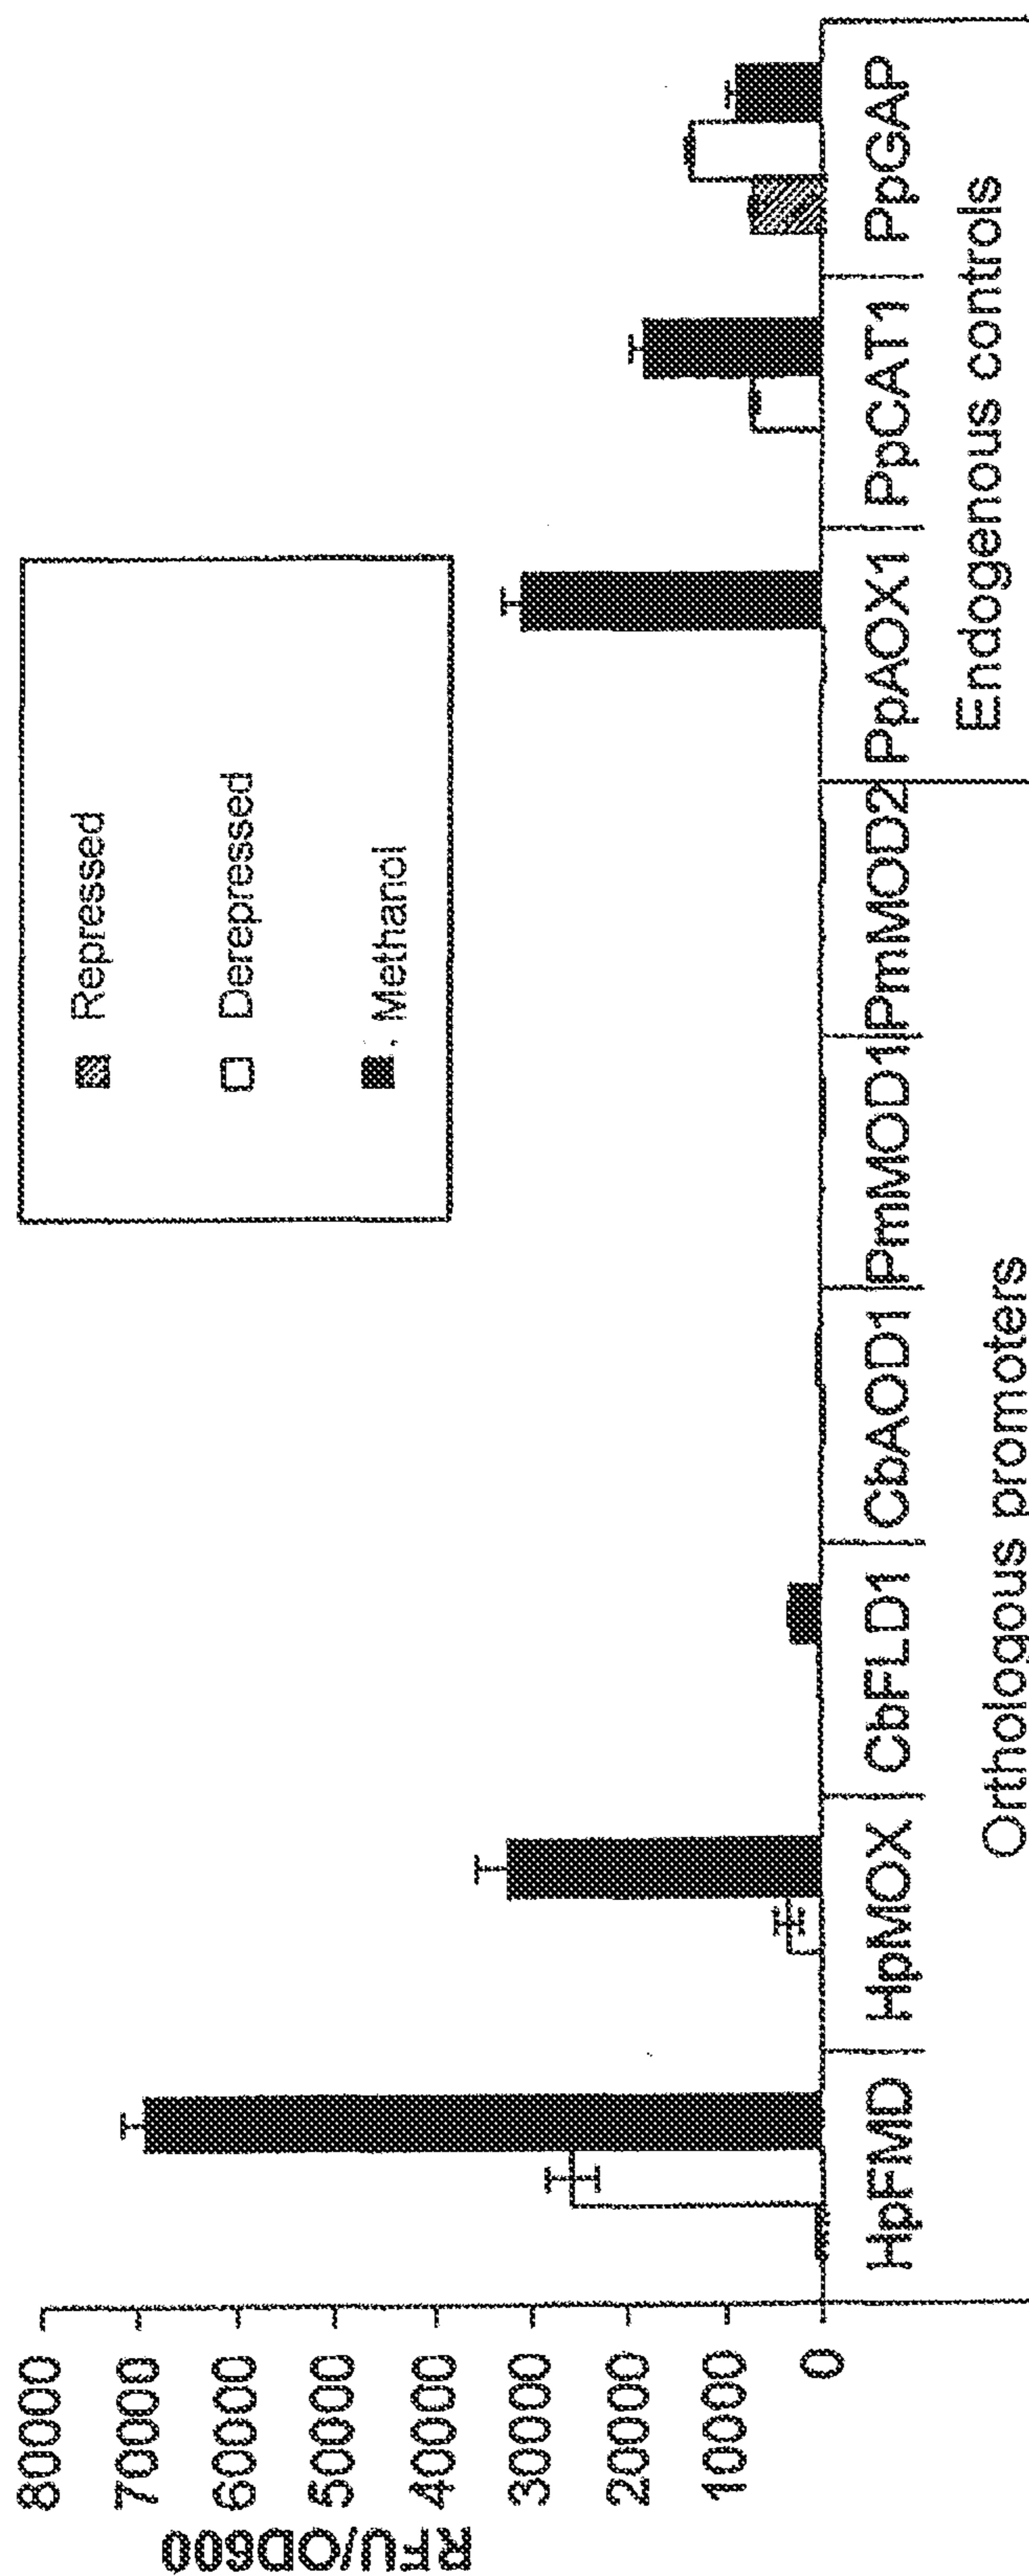 RFU/OD600
80000
70000
60000
50000
40000
30000
20000
10000
0
Repressed
Derepressed
Methanol
HpFMD | HpMOX | CbFLD1 | CbAOD1 | PmMOD1 | PmMOD2 | PpAOX1 | PpCAT1 | PpGAP
Orthologous promoters
Endogenous controls